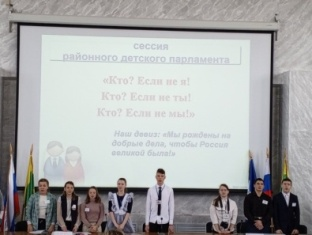 сессия
районного детского парламента
«Кто? Если не я!
Кто? Если не ты!
Кто? Если не мы!»
Наш девиз: «Мы рождены на
добрые дела, чтобы Россия
великой была!»